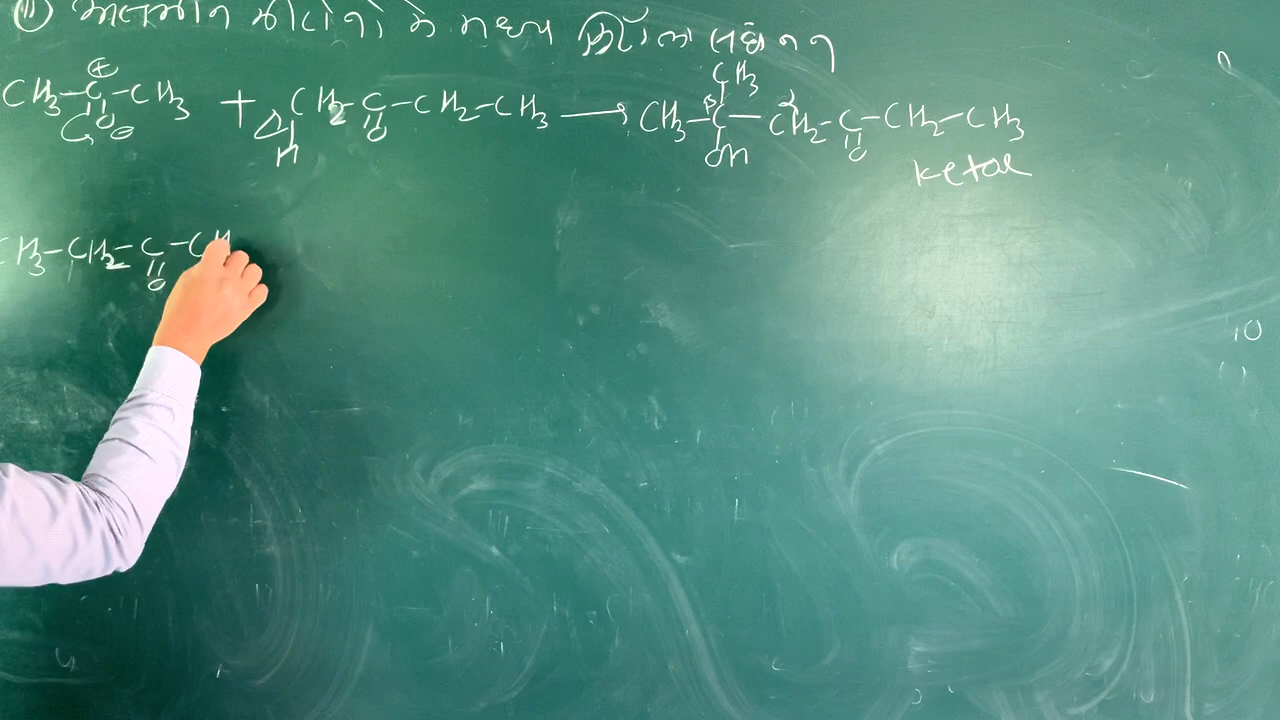 (ii) असमान कीटोनों के मध्य क्रॉस संघनन
CH3-C(⊕)(=O⊖)-CH3 + CH2(H)-C(=O)-CH2-CH3 ⟶ CH3-C(CH3)(OH)-CH2-C(=O)-CH2-CH3
ketol
CH3-CH2-C(=O)-CH
10